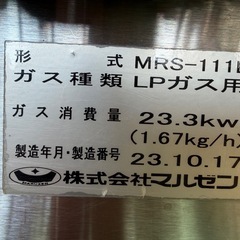 形 式 MRS-111
ガス種類 LPガス用
ガス消費量 23.3kw
(1.67kg/h)
製造年月・製造番号 23.10.17
株式会社マルゼン